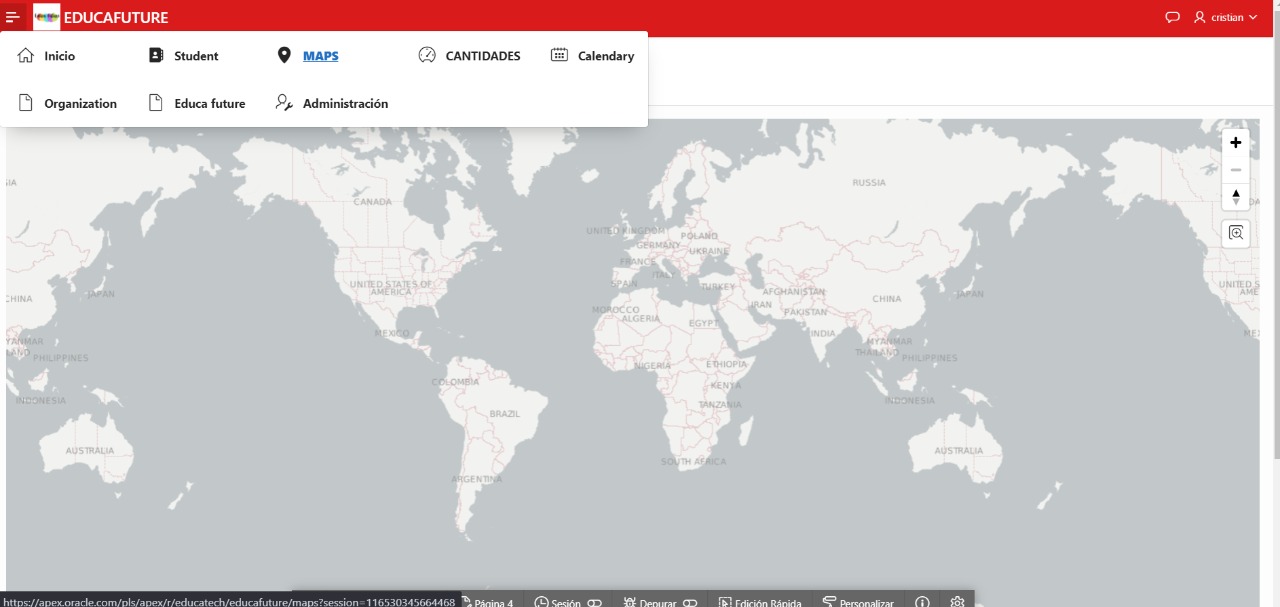 EDUCAFUTURE
cristian
Inicio
Student
MAPS
CANTIDADES
Calendary
Organization
Educa future
Administración
CANADA
RUSSIA
UNITED KINGDOM
POLAND
GERMANY
UKRAINE
FRANCE
ITALY
SPAIN
TURKEY
UNITED STATES OF
AMERICA
AFGHANISTAN
CHINA
JAPAN
CHINA
JAPAN
IRAN
PAKISTAN
MOROCCO
ALGERIA
EGYPT
INDIA
MEXICO
MYANMAR
THAILAND
PHILIPPINES
PHILIPPINES
NIGERIA
ETHIOPIA
COLOMBIA
KENYA
INDONESIA
TANZANIA
INDONESIA
BRAZIL
AUSTRALIA
AUSTRALIA
SOUTH AFRICA
ARGENTINA
https://apex.oracle.com/pls/apex/r/educatech/educafuture/maps?session=116530345664468
Página 4
Sesión
Depurar
Edición Rápida
Personalizar